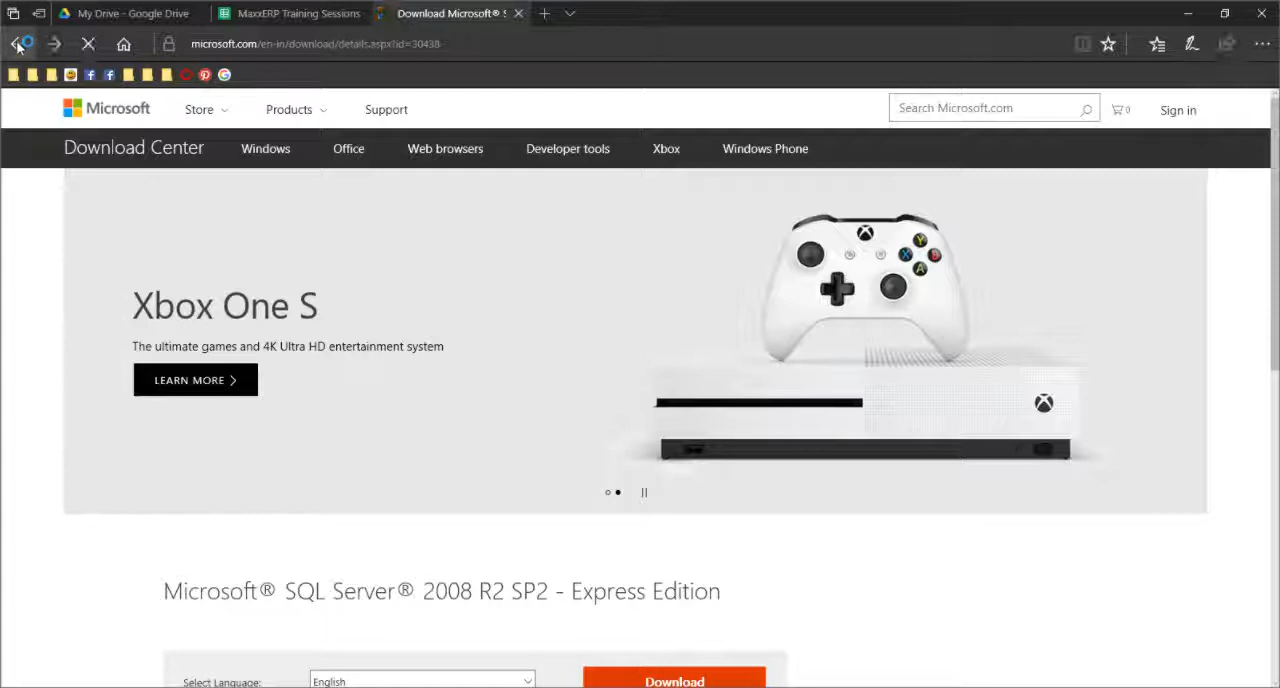 My Drive - Google Drive
MaxxERP Training Sessions
Download Microsoft® S
microsoft.com/en-in/download/details.aspx?id=30438
Microsoft
Store
Products
Support
Search Microsoft.com
0
Sign in
Download Center
Windows
Office
Web browsers
Developer tools
Xbox
Windows Phone
Xbox One S
The ultimate games and 4K Ultra HD entertainment system
LEARN MORE
Y
X
B
A
Microsoft® SQL Server® 2008 R2 SP2 - Express Edition
Select Language:
English
Download